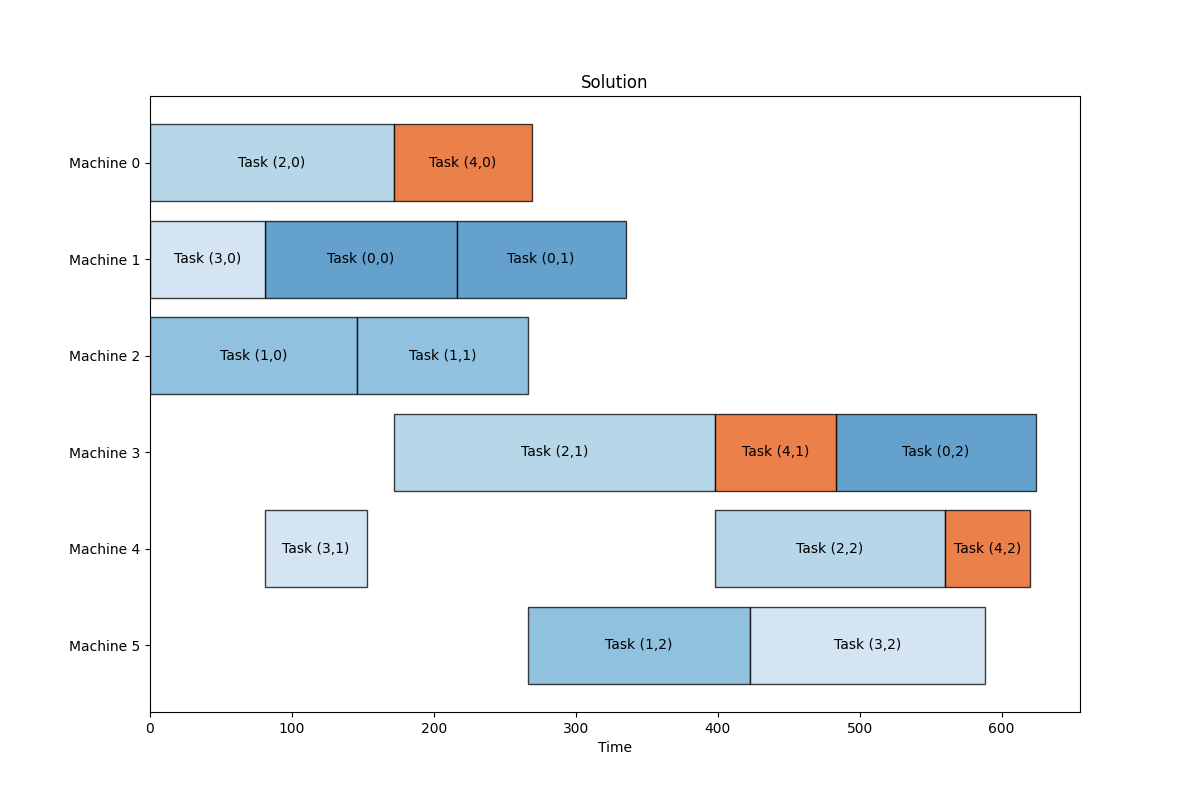 Solution
Machine 0
Task (2,0)
Task (4,0)
Machine 1
Task (3,0)
Task (0,0)
Task (0,1)
Machine 2
Task (1,0)
Task (1,1)
Machine 3
Task (2,1)
Task (4,1)
Task (0,2)
Machine 4
Task (3,1)
Task (2,2)
Task (4,2)
Machine 5
Task (1,2)
Task (3,2)
0 100 200 300 400 500 600
Time